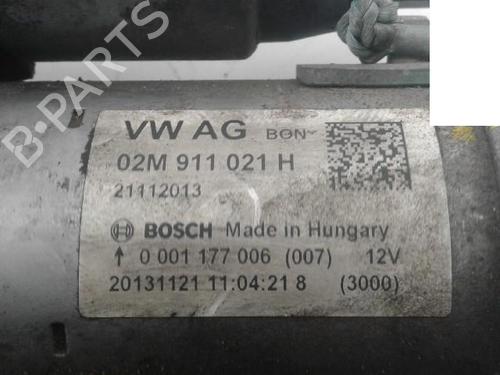 B-PARTS
VW AG BON
02M 911 021 H
21112013
BOSCH Made in Hungary
0 001 177 006 (007) 12V
20131121 11:04:21 8 (3000)